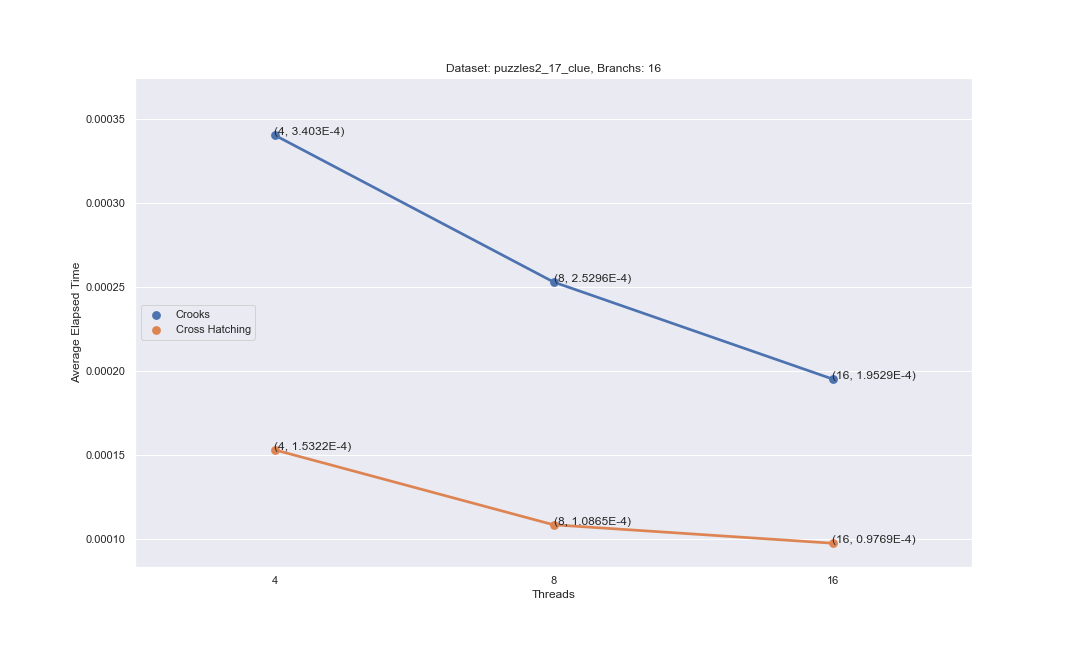 Dataset: puzzles2_17_clue, Branchs: 16
0.00035
0.00030
0.00025
0.00020
0.00015
0.00010
Average Elapsed Time
(4, 3.403E-4)
(8, 2.5296E-4)
(16, 1.9529E-4)
Crooks
Cross Hatching
(4, 1.5322E-4)
(8, 1.0865E-4)
(16, 0.9769E-4)
4
8
16
Threads